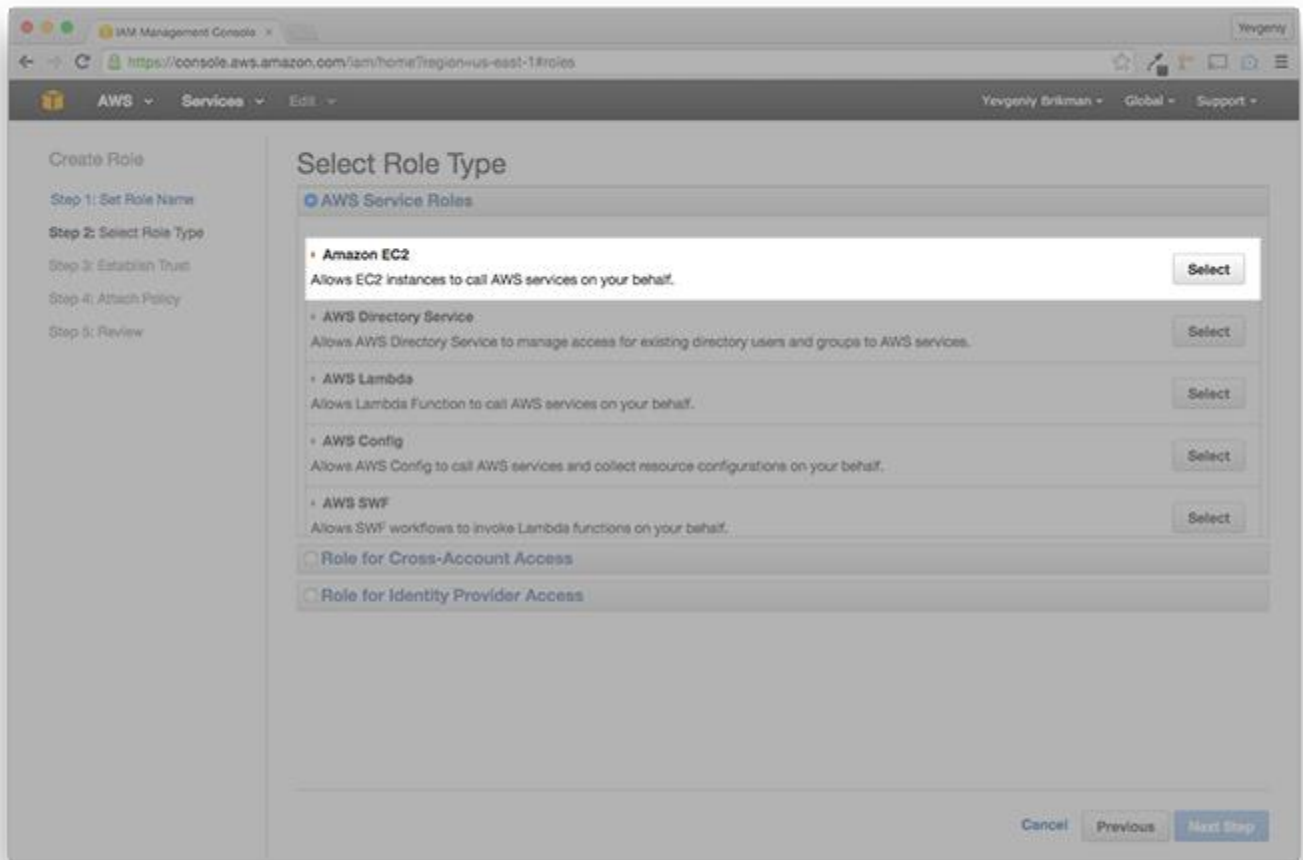 IAM Management Console
Yevgeniy
https://console.aws.amazon.com/iam/home?region=us-east-1#roles
AWS Services Edit Yevgeniy Brikman Global Support
Create Role
Step 1: Set Role Name
Step 2: Select Role Type
Step 3: Establish Trust
Step 4: Attach Policy
Step 5: Review
Select Role Type
AWS Service Roles
Amazon EC2
Allows EC2 instances to call AWS services on your behalf.
Select
AWS Directory Service
Allows AWS Directory Service to manage access for existing directory users and groups to AWS services.
Select
AWS Lambda
Allows Lambda Function to call AWS services on your behalf.
Select
AWS Config
Allows AWS Config to call AWS services and collect resource configurations on your behalf.
Select
AWS SWF
Allows SWF workflows to invoke Lambda functions on your behalf.
Select
Role for Cross-Account Access
Role for Identity Provider Access
Cancel Previous Next Step